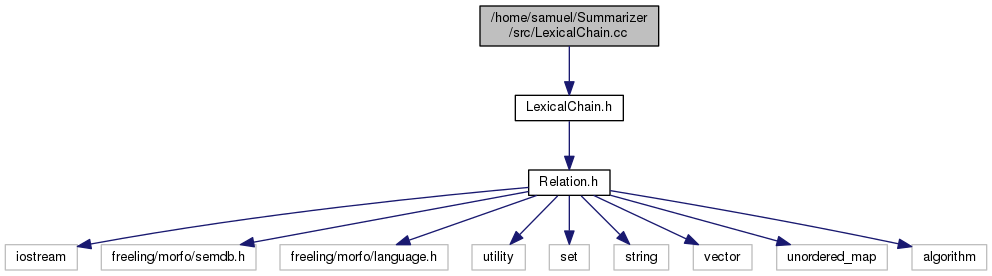 /home/samuel/Summarizer
/src/LexicalChain.cc
LexicalChain.h
Relation.h
iostream
freeling/morfo/semdb.h
freeling/morfo/language.h
utility
set
string
vector
unordered_map
algorithm